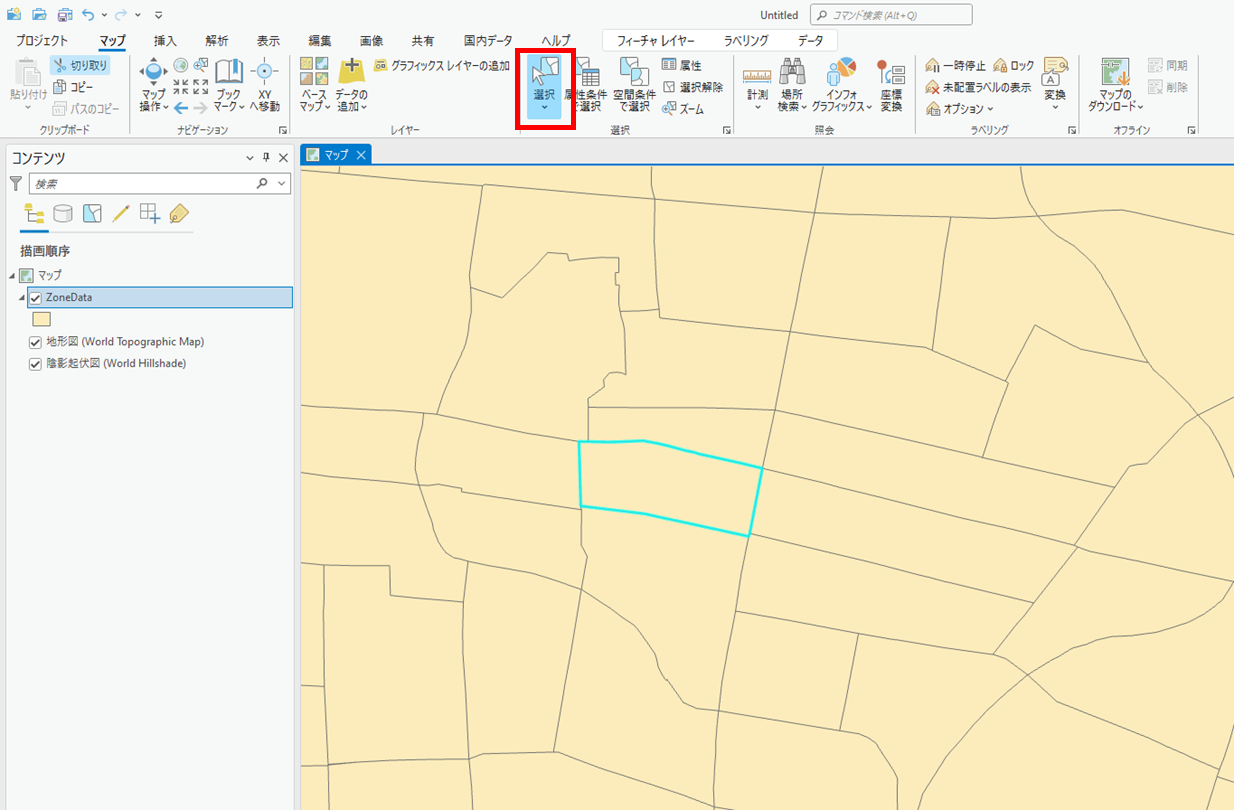 Untitled
コマンド検索 (Alt+Q)
プロジェクト マップ 挿入 解析 表示 編集 画像 共有 国内データ ヘルプ フィーチャ レイヤー ラベリング データ
貼り付け
切り取り
コピー
パスのコピー
クリップボード
マップ
操作
ブック
マーク
XY
へ移動
ナビゲーション
ベース
マップ
データの
追加
グラフィックス レイヤーの追加
レイヤー
選択
属性条件
で選択
空間条件
で選択
属性
選択解除
ズーム
選択
計測
場所
検索
インフォ
グラフィックス
座標
変換
照会
一時停止
ロック
未配置ラベルの表示
オプション
変換
ラベリング
マップの
ダウンロード
同期
削除
オフライン
コンテンツ
検索
描画順序
マップ
ZoneData
地形図 (World Topographic Map)
陰影起伏図 (World Hillshade)
マップ